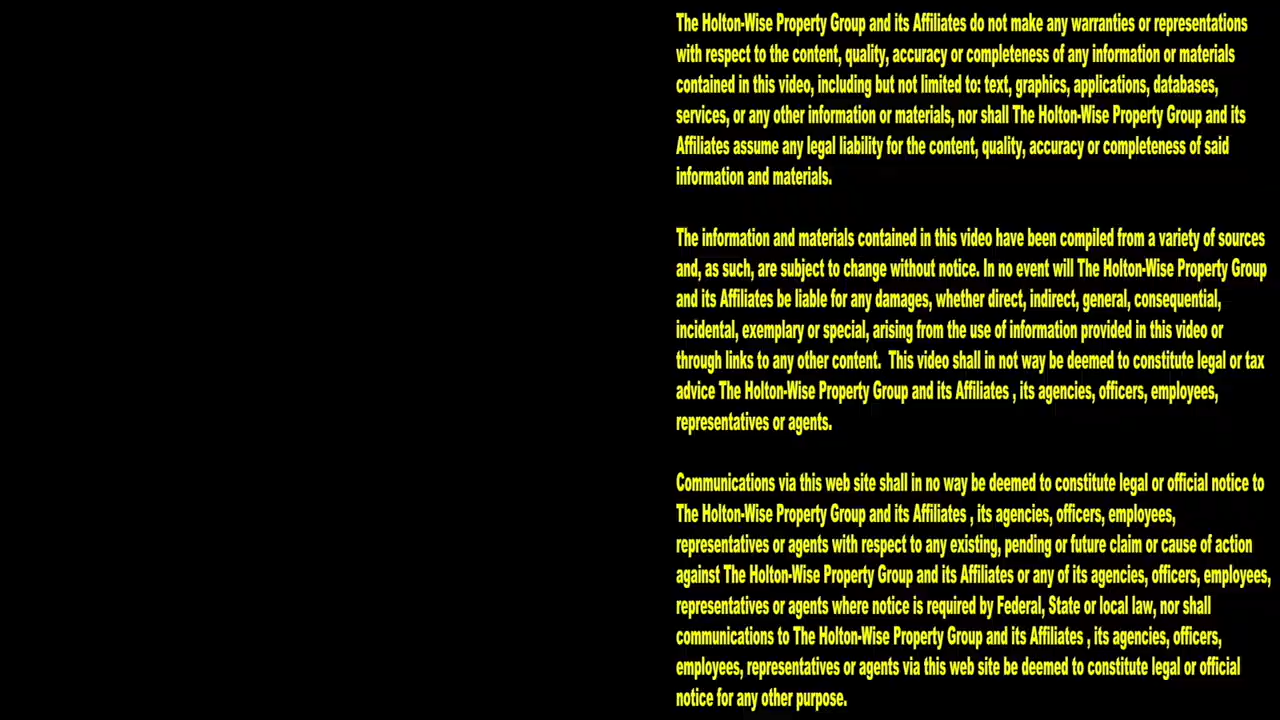 The Holton-Wise Property Group and its Affiliates do not make any warranties or representations
with respect to the content, quality, accuracy or completeness of any information or materials
contained in this video, including but not limited to: text, graphics, applications, databases,
services, or any other information or materials, nor shall The Holton-Wise Property Group and its
Affiliates assume any legal liability for the content, quality, accuracy or completeness of said
information and materials.
The information and materials contained in this video have been compiled from a variety of sources
and, as such, are subject to change without notice. In no event will The Holton-Wise Property Group
and its Affiliates be liable for any damages, whether direct, indirect, general, consequential,
incidental, exemplary or special, arising from the use of information provided in this video or
through links to any other content.  This video shall in not way be deemed to constitute legal or tax
advice The Holton-Wise Property Group and its Affiliates , its agencies, officers, employees,
representatives or agents.
Communications via this web site shall in no way be deemed to constitute legal or official notice to
The Holton-Wise Property Group and its Affiliates , its agencies, officers, employees,
representatives or agents with respect to any existing, pending or future claim or cause of action
against The Holton-Wise Property Group and its Affiliates or any of its agencies, officers, employees,
representatives or agents where notice is required by Federal, State or local law, nor shall
communications to The Holton-Wise Property Group and its Affiliates , its agencies, officers,
employees, representatives or agents via this web site be deemed to constitute legal or official
notice for any other purpose.